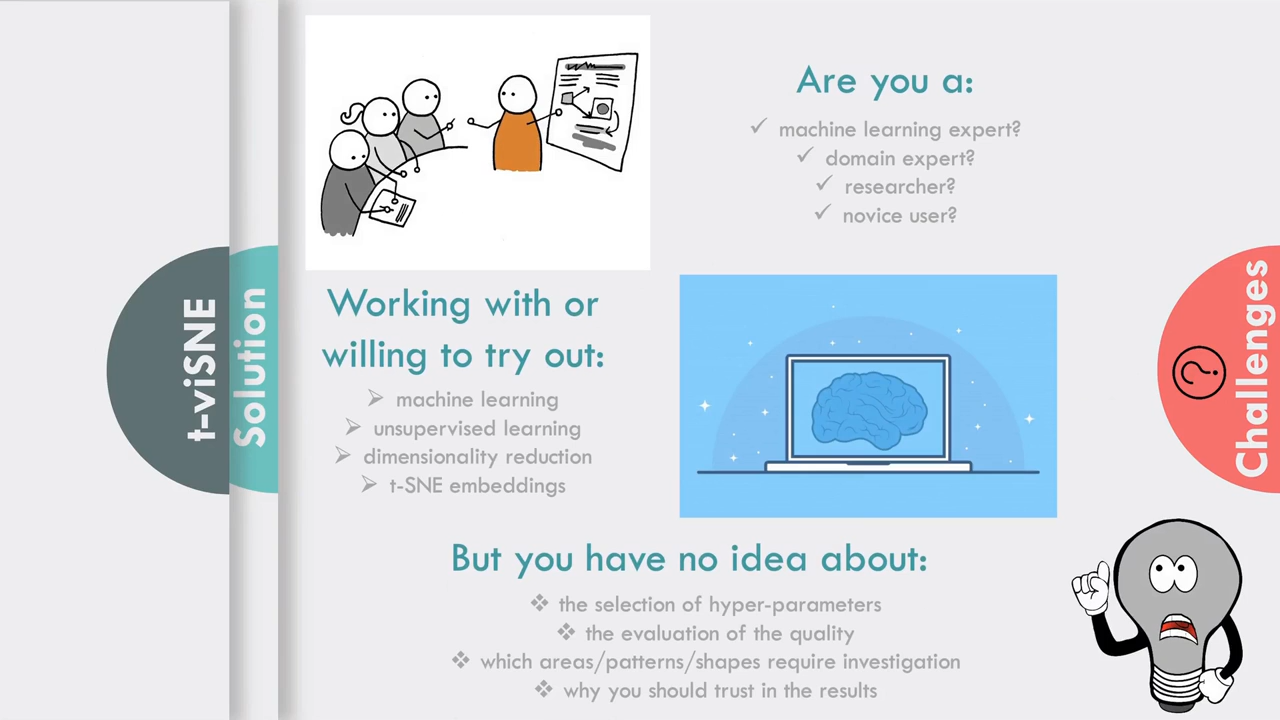 t-viSNE
Solution
Are you a:
✓ machine learning expert?
✓ domain expert?
✓ researcher?
✓ novice user?
Working with or
willing to try out:
➢ machine learning
➢ unsupervised learning
➢ dimensionality reduction
➢ t-SNE embeddings
But you have no idea about:
❖ the selection of hyper-parameters
❖ the evaluation of the quality
❖ which areas/patterns/shapes require investigation
❖ why you should trust in the results
?
Challenges